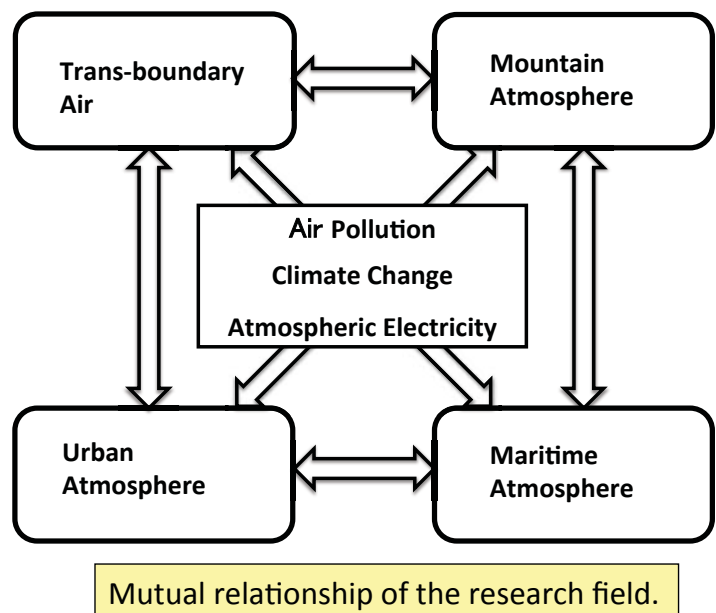 Trans-boundary
Air
Mountain
Atmosphere
Air Pollution
Climate Change
Atmospheric Electricity
Urban
Atmosphere
Maritime
Atmosphere
Mutual relationship of the research field.